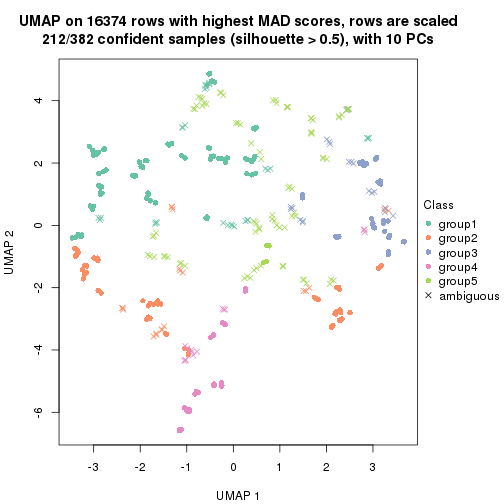 UMAP on 16374 rows with highest MAD scores, rows are scaled
212/382 confident samples (silhouette > 0.5), with 10 PCs
4
2
0
-2
-4
-6
UMAP 2
-3
-2
-1
0
1
2
3
UMAP 1
Class
group1
group2
group3
group4
group5
ambiguous